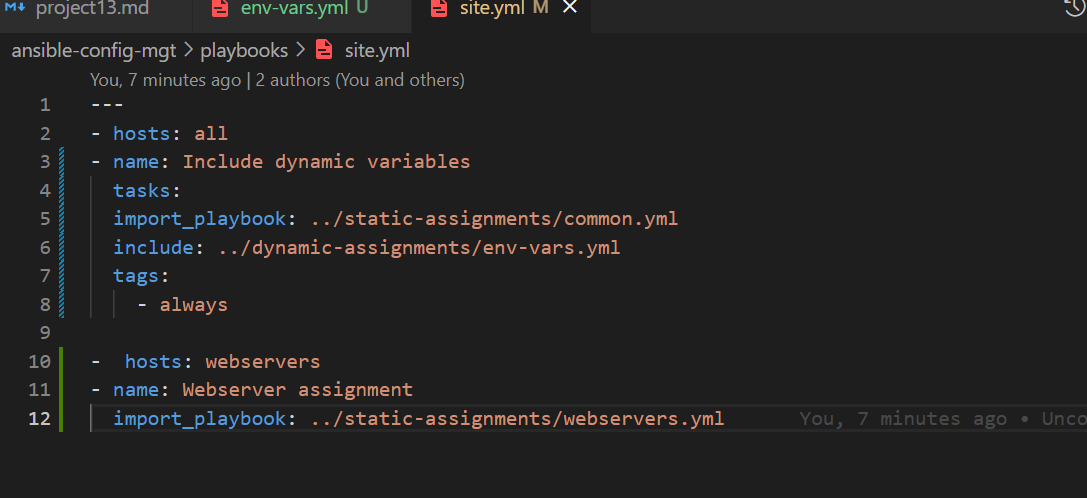 project13.md env-vars.yml U site.yml M
ansible-config-mgt > playbooks > site.yml
You, 7 minutes ago | 2 authors (You and others)
1 ---
2 - hosts: all
3 - name: Include dynamic variables
4 tasks:
5 import_playbook: ../static-assignments/common.yml
6 include: ../dynamic-assignments/env-vars.yml
7 tags:
8 - always
9
10 - hosts: webservers
11 - name: Webserver assignment
12 import_playbook: ../static-assignments/webservers.yml You, 7 minutes ago • Unco